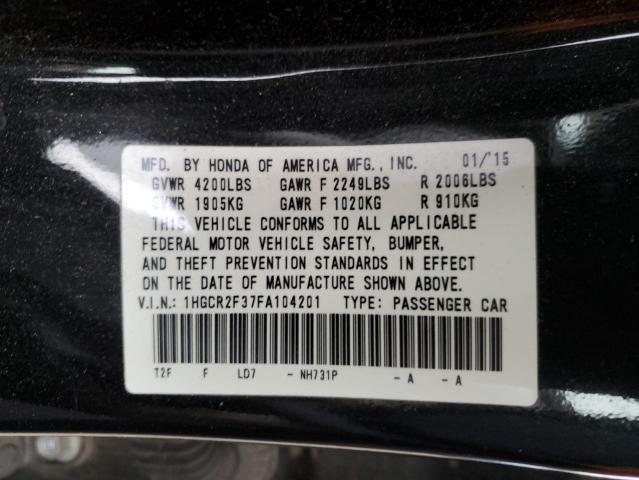 MFD. BY HONDA OF AMERICA MFG., INC. 01/'15
GVWR 4200LBS GAWR F 2249LBS R 2006LBS
GVWR 1905KG GAWR F 1020KG R 910KG
THIS VEHICLE CONFORMS TO ALL APPLICABLE
FEDERAL MOTOR VEHICLE SAFETY, BUMPER,
AND THEFT PREVENTION STANDARDS IN EFFECT
ON THE DATE OF MANUFACTURE SHOWN ABOVE.
V.I.N.: 1HGCR2F37FA104201 TYPE: PASSENGER CAR
T2F F LD7 - NH731P - A - A